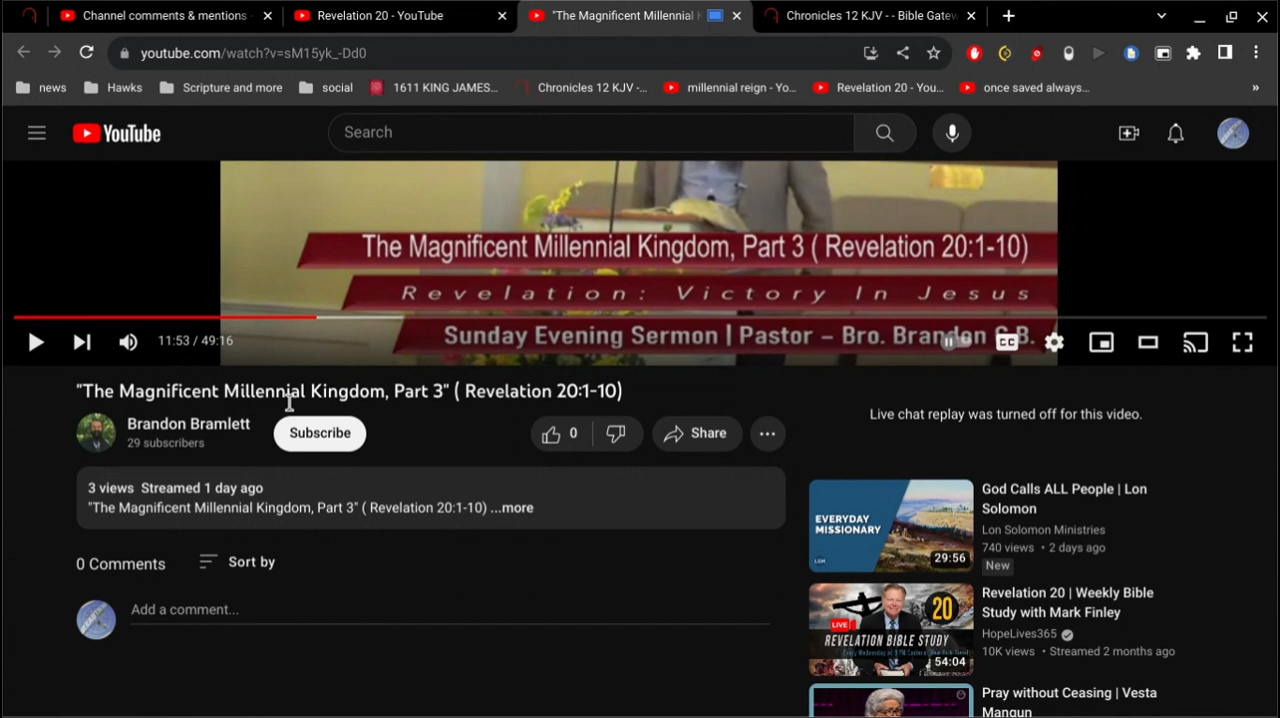 Channel comments & mentions -
Revelation 20 - YouTube
"The Magnificent Millennial K
Chronicles 12 KJV - - Bible Gatew
youtube.com/watch?v=sM15yk_-Dd0
news
Hawks
Scripture and more
social
1611 KING JAMES...
Chronicles 12 KJV -...
millennial reign - Yo...
Revelation 20 - You...
once saved always...
»
YouTube
Search
The Magnificent Millennial Kingdom, Part 3 ( Revelation 20:1-10)
Revelation: Victory In Jesus
Sunday Evening Sermon | Pastor – Bro. Brandon B.
11:53 / 49:16
CC
"The Magnificent Millennial Kingdom, Part 3" ( Revelation 20:1-10)
Brandon Bramlett
29 subscribers
Subscribe
0
Share
3 views Streamed 1 day ago
"The Magnificent Millennial Kingdom, Part 3" ( Revelation 20:1-10) ...more
0 Comments
Sort by
Add a comment...
Live chat replay was turned off for this video.
EVERYDAY
MISSIONARY
29:56
God Calls ALL People | Lon
Solomon
Lon Solomon Ministries
740 views • 2 days ago
New
20
LIVE
REVELATION BIBLE STUDY
54:04
Revelation 20 | Weekly Bible
Study with Mark Finley
HopeLives365
10K views • Streamed 2 months ago
Pray without Ceasing | Vesta
Mangun